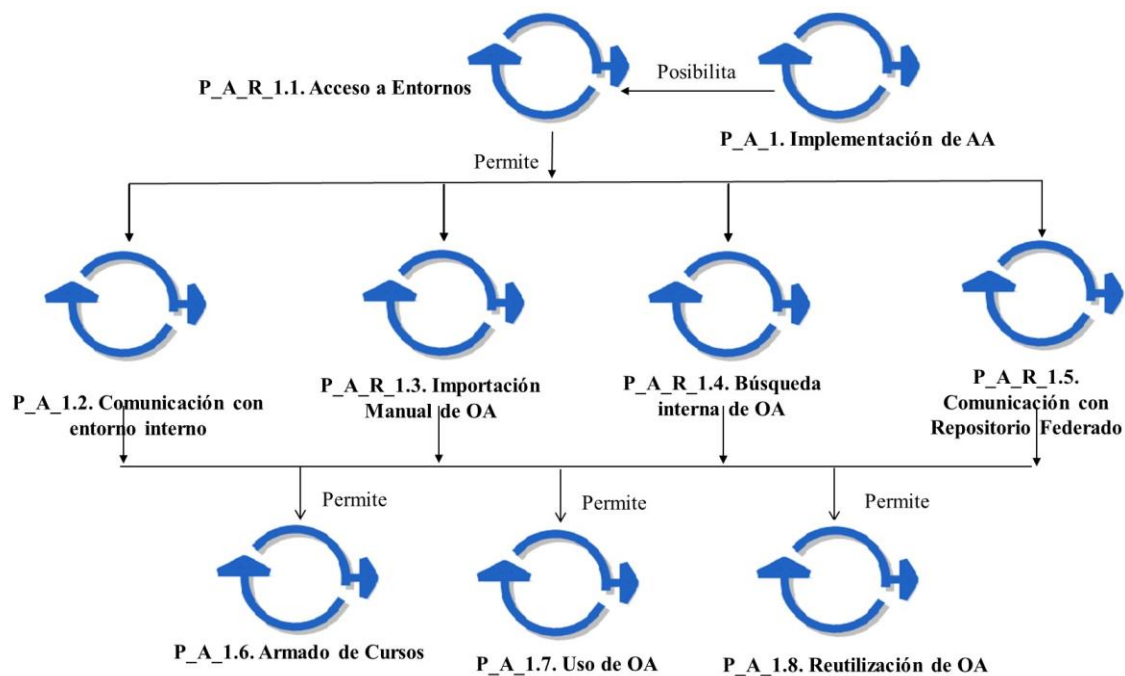 Posibilita
P_A_R_1.1. Acceso a Entornos
P_A_1. Implementación de AA
Permite
P_A_1.2. Comunicación con
entorno interno
P_A_R_1.3. Importación
Manual de OA
P_A_R_1.4. Búsqueda
interna de OA
P_A_R_1.5.
Comunicación con
Repositorio Federado
Permite
Permite
Permite
P_A_1.6. Armado de Cursos
P_A_1.7. Uso de OA
P_A_1.8. Reutilización de OA